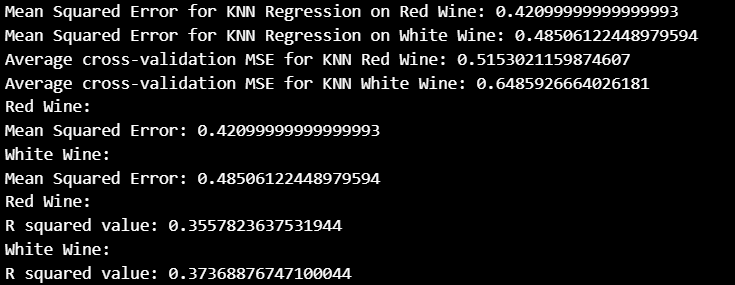 Mean Squared Error for KNN Regression on Red Wine: 0.42099999999999993
Mean Squared Error for KNN Regression on White Wine: 0.48506122448979594
Average cross-validation MSE for KNN Red Wine: 0.5153021159874607
Average cross-validation MSE for KNN White Wine: 0.6485926664026181
Red Wine:
Mean Squared Error: 0.42099999999999993
White Wine:
Mean Squared Error: 0.48506122448979594
Red Wine:
R squared value: 0.3557823637531944
White Wine:
R squared value: 0.37368876747100044